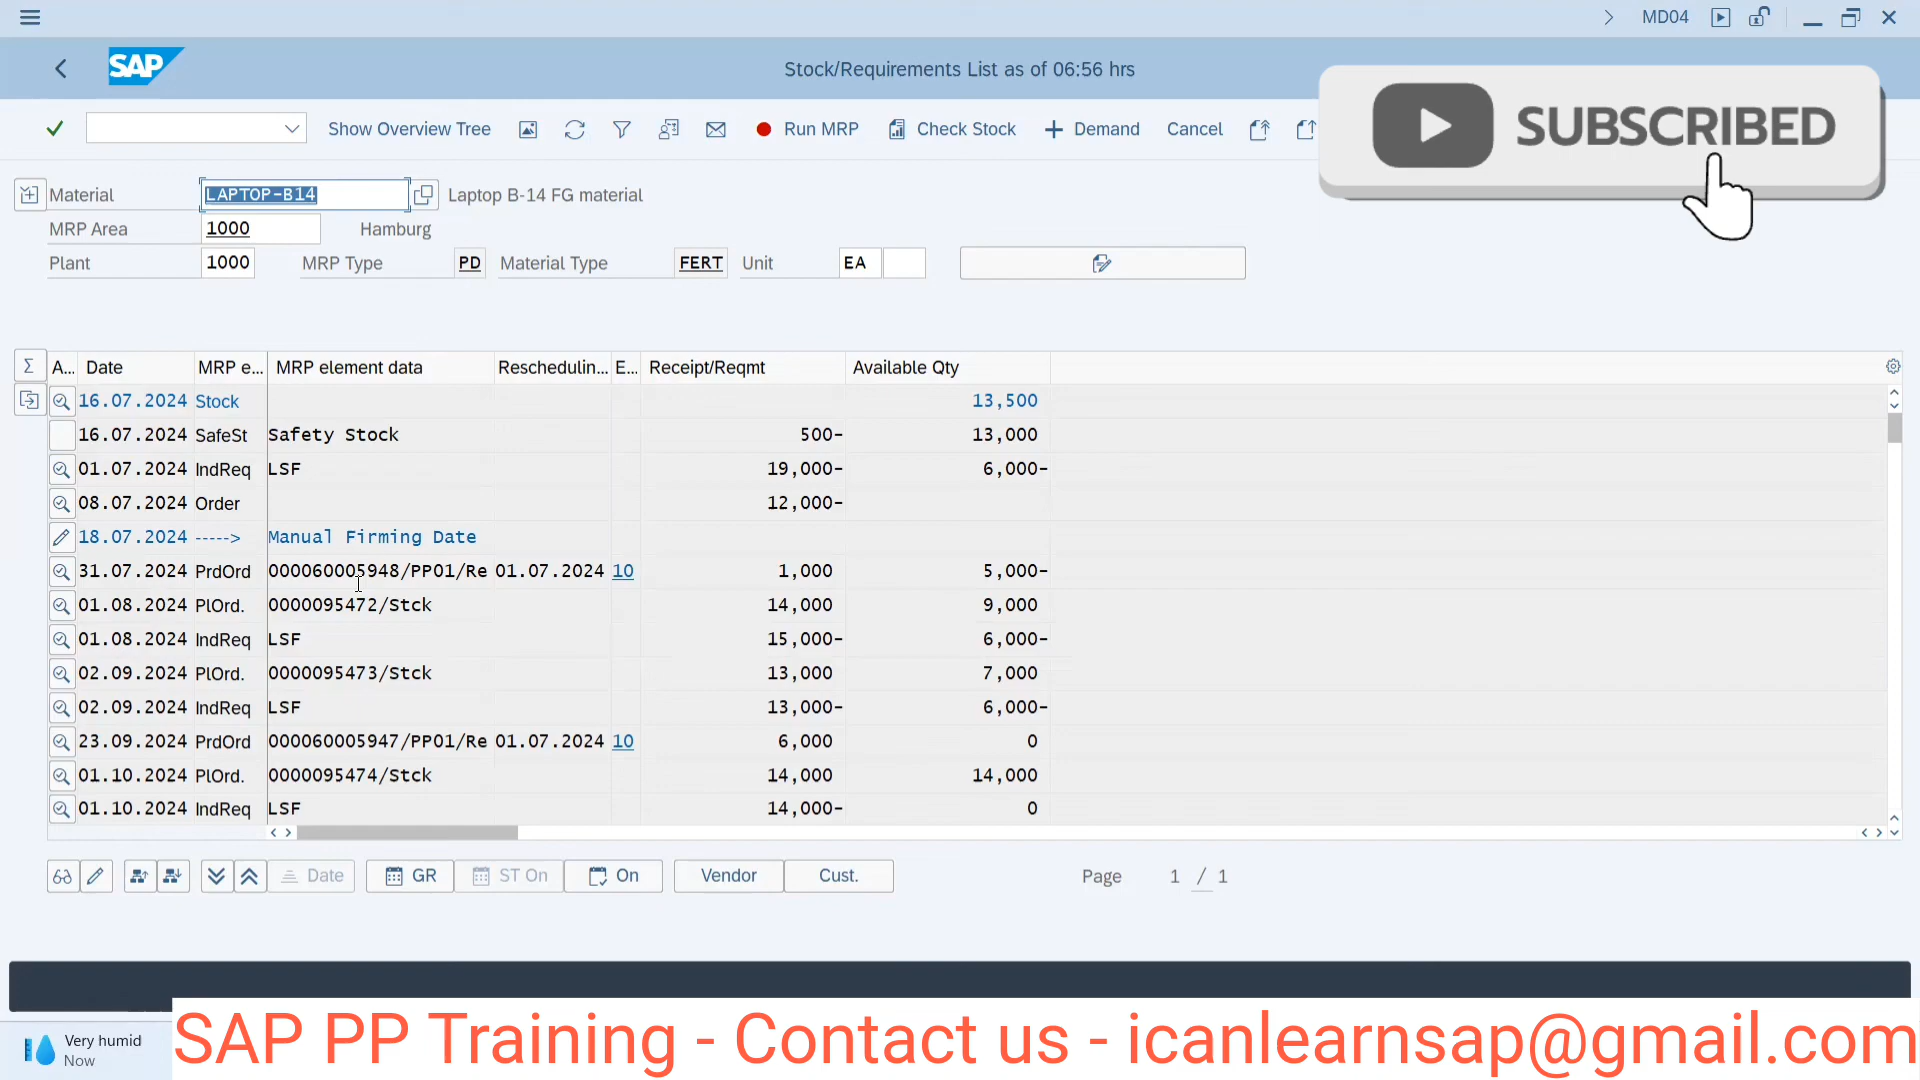 MD04
SAP
Stock/Requirements List as of 06:56 hrs
Show Overview Tree Run MRP Check Stock Demand Cancel
SUBSCRIBED
Material LAPTOP-B14 Laptop B-14 FG material
MRP Area 1000 Hamburg
Plant 1000 MRP Type PD Material Type FERT Unit EA
A... Date MRP e... MRP element data Reschedulin... E... Receipt/Reqmt Available Qty
16.07.2024 Stock 13,500
16.07.2024 SafeSt Safety Stock 500- 13,000
01.07.2024 IndReq LSF 19,000- 6,000-
08.07.2024 Order 12,000-
18.07.2024 -----> Manual Firming Date
31.07.2024 PrdOrd 000060005948/PP01/Re 01.07.2024 10 1,000 5,000-
01.08.2024 PlOrd. 0000095472/Stck 14,000 9,000
01.08.2024 IndReq LSF 15,000- 6,000-
02.09.2024 PlOrd. 0000095473/Stck 13,000 7,000
02.09.2024 IndReq LSF 13,000- 6,000-
23.09.2024 PrdOrd 000060005947/PP01/Re 01.07.2024 10 6,000 0
01.10.2024 PlOrd. 0000095474/Stck 14,000 14,000
01.10.2024 IndReq LSF 14,000- 0
Date GR ST On On Vendor Cust. Page 1 / 1
SAP PP Training - Contact us - icanlearnsap@gmail.com
Very humid
Now